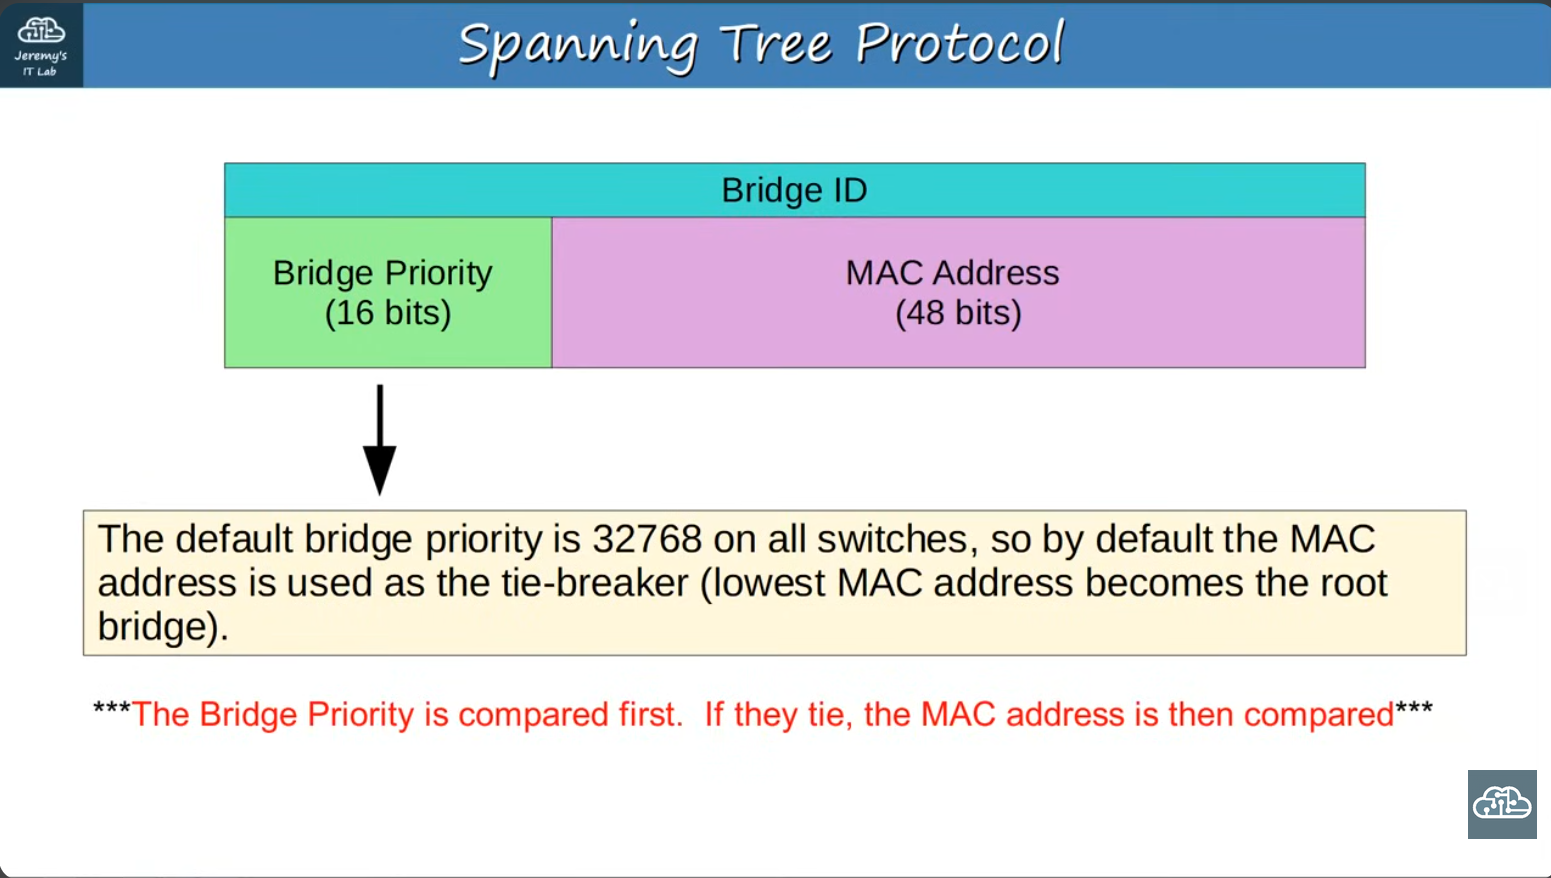 Jeremy's
IT Lab
Spanning Tree Protocol
Bridge ID
Bridge Priority
(16 bits)
MAC Address
(48 bits)
The default bridge priority is 32768 on all switches, so by default the MAC
address is used as the tie-breaker (lowest MAC address becomes the root
bridge).
***The Bridge Priority is compared first.  If they tie, the MAC address is then compared***